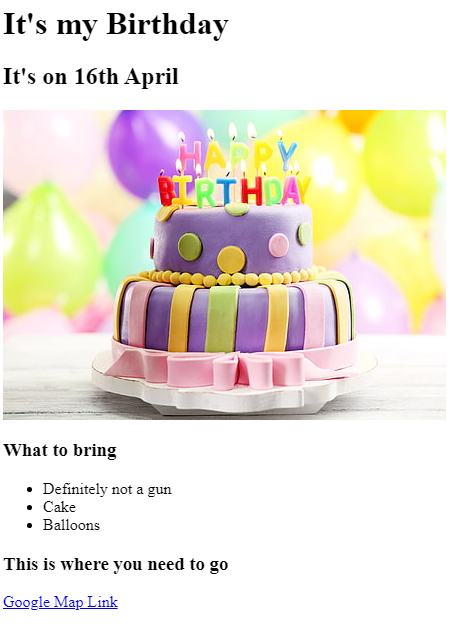 It's my Birthday
It's on 16th April
HAPPY
BIRTHDAY
What to bring
Definitely not a gun
Cake
Balloons
This is where you need to go
Google Map Link